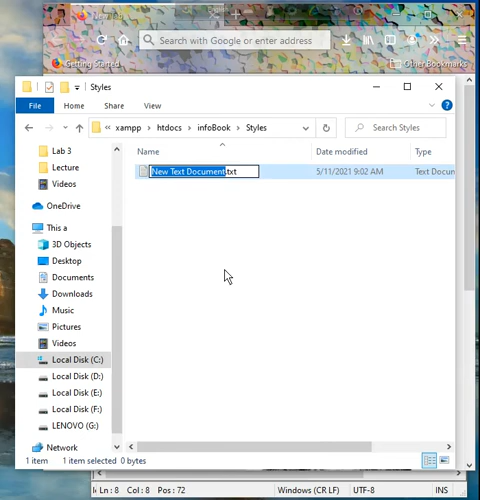 New Tab
Search with Google or enter address
Getting Started
Other Bookmarks
Styles
File Home Share View
xampp > htdocs > infoBook > Styles
Search Styles
Name Date modified Type
New Text Document.txt 5/11/2021 9:02 AM Text Docum
Lab 3
Lecture
Videos
OneDrive
This a
3D Objects
Desktop
Documents
Downloads
Music
Pictures
Videos
Local Disk (C:)
Local Disk (D:)
Local Disk (E:)
Local Disk (F:)
LENOVO (G:)
Network
1 item 1 item selected 0 bytes
Ln : 8 Col : 8 Pos : 72 Windows (CR LF) UTF-8 INS